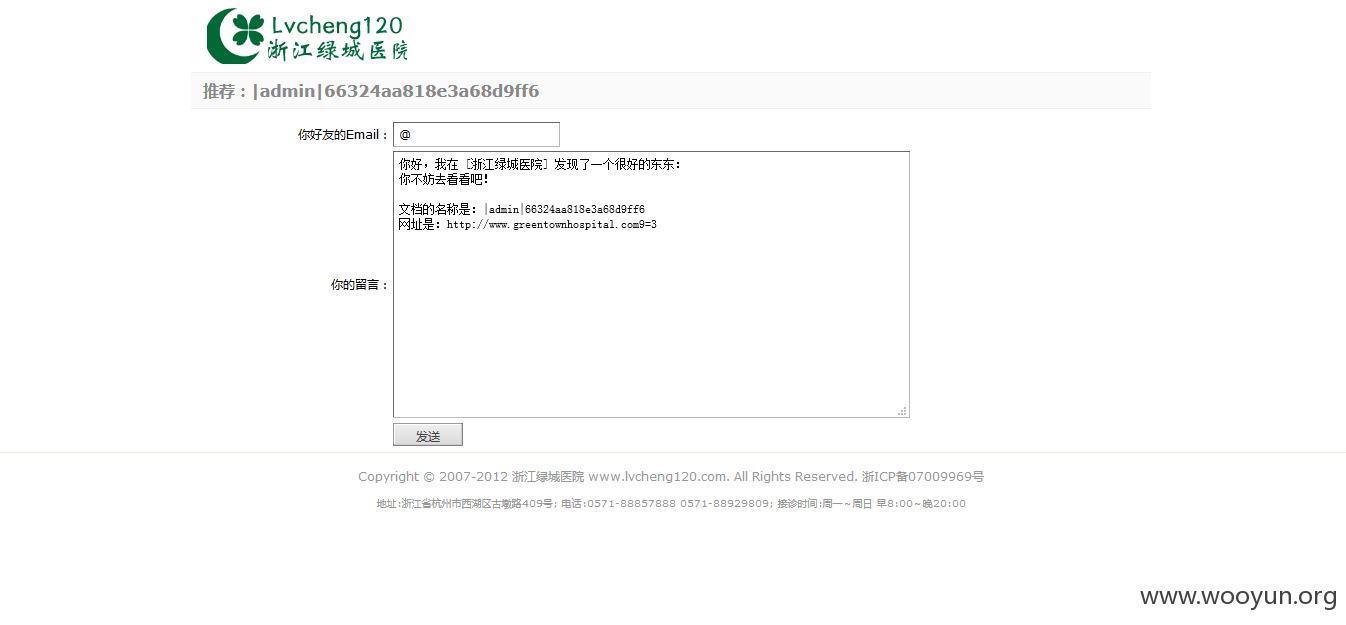 Lvcheng120
浙江绿城医院
推荐：|admin|66324aa818e3a68d9ff6
你好友的Email： @
你好，我在 [浙江绿城医院] 发现了一个很好的东东：
你不妨去看看吧！
文档的名称是：|admin|66324aa818e3a68d9ff6
网址是：http://www.greentownhospital.com9=3
你的留言：
发送
Copyright © 2007-2012 浙江绿城医院 www.lvcheng120.com. All Rights Reserved. 浙ICP备07009969号
地址:浙江省杭州市西湖区古墩路409号; 电话:0571-88857888 0571-88929809; 接诊时间:周一~周日 早8:00~晚20:00
www.wooyun.org